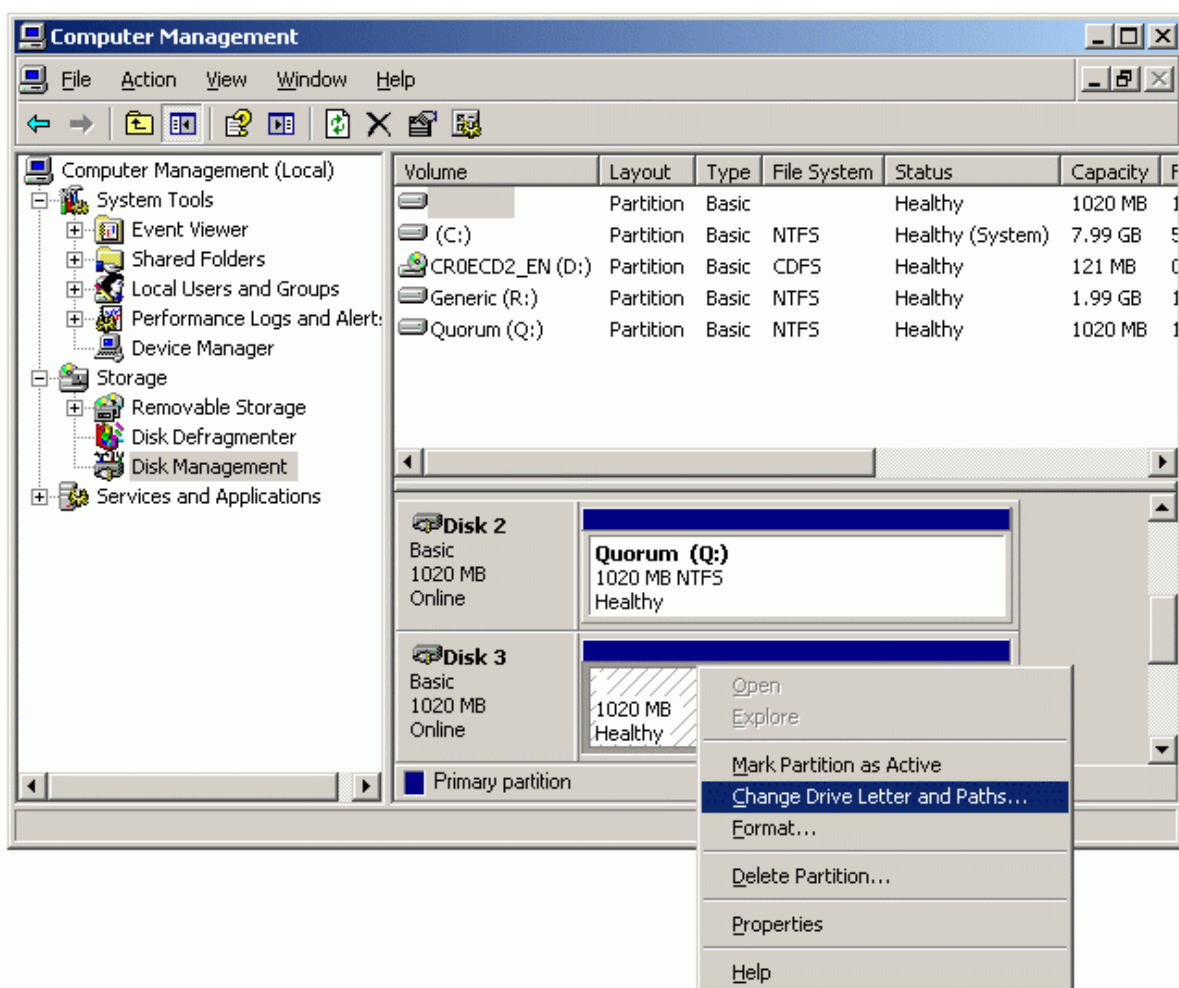 Computer Management
File Action View Window Help
Computer Management (Local)
System Tools
Event Viewer
Shared Folders
Local Users and Groups
Performance Logs and Alert
Device Manager
Storage
Removable Storage
Disk Defragmenter
Disk Management
Services and Applications
Volume Layout Type File System Status Capacity F
Partition Basic Healthy 1020 MB 1
(C:) Partition Basic NTFS Healthy (System) 7.99 GB 5
CR0ECD2_EN (D:) Partition Basic CDFS Healthy 121 MB 0
Generic (R:) Partition Basic NTFS Healthy 1.99 GB 1
Quorum (Q:) Partition Basic NTFS Healthy 1020 MB 1
Disk 2
Basic
1020 MB
Online
Quorum (Q:)
1020 MB NTFS
Healthy
Disk 3
Basic
1020 MB
Online
1020 MB
Healthy
Primary partition
Open
Explore
Mark Partition as Active
Change Drive Letter and Paths...
Format...
Delete Partition...
Properties
Help